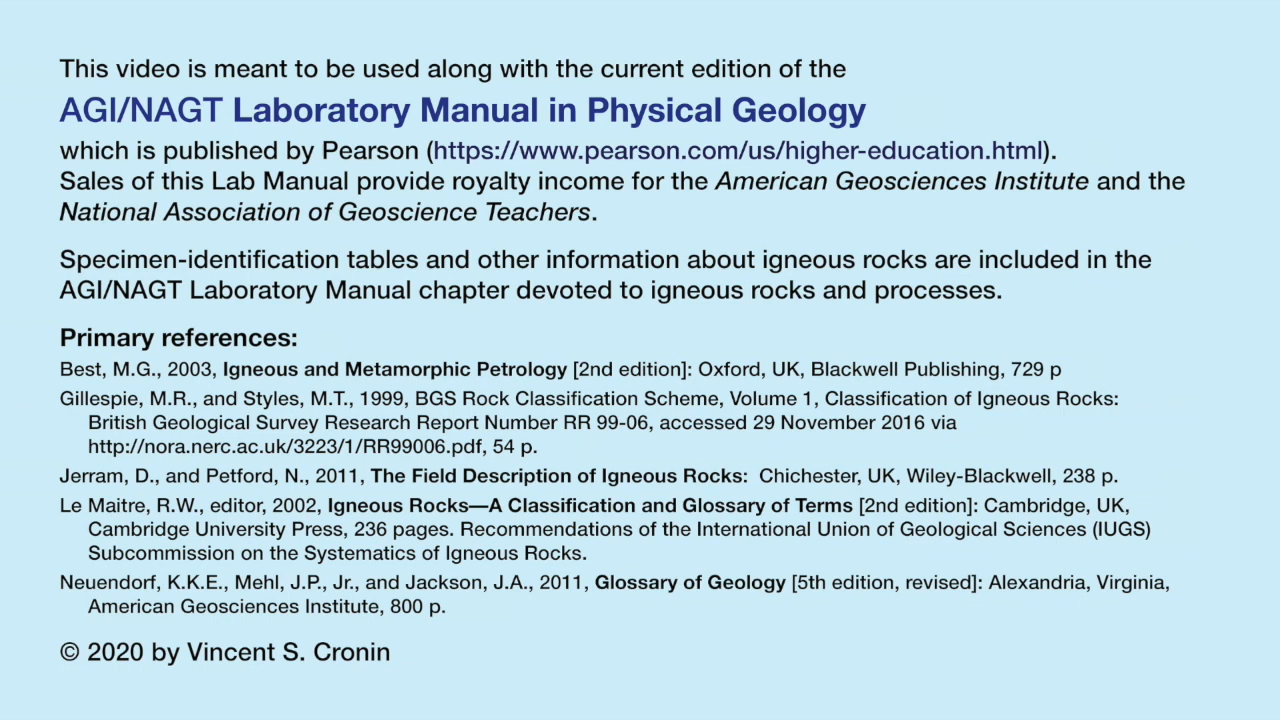 This video is meant to be used along with the current edition of the
AGI/NAGT Laboratory Manual in Physical Geology
which is published by Pearson (https://www.pearson.com/us/higher-education.html).
Sales of this Lab Manual provide royalty income for the American Geosciences Institute and the
National Association of Geoscience Teachers.
Specimen-identification tables and other information about igneous rocks are included in the
AGI/NAGT Laboratory Manual chapter devoted to igneous rocks and processes.
Primary references:
Best, M.G., 2003, Igneous and Metamorphic Petrology [2nd edition]: Oxford, UK, Blackwell Publishing, 729 p
Gillespie, M.R., and Styles, M.T., 1999, BGS Rock Classification Scheme, Volume 1, Classification of Igneous Rocks:
British Geological Survey Research Report Number RR 99-06, accessed 29 November 2016 via
http://nora.nerc.ac.uk/3223/1/RR99006.pdf, 54 p.
Jerram, D., and Petford, N., 2011, The Field Description of Igneous Rocks: Chichester, UK, Wiley-Blackwell, 238 p.
Le Maitre, R.W., editor, 2002, Igneous Rocks—A Classification and Glossary of Terms [2nd edition]: Cambridge, UK,
Cambridge University Press, 236 pages. Recommendations of the International Union of Geological Sciences (IUGS)
Subcommission on the Systematics of Igneous Rocks.
Neuendorf, K.K.E., Mehl, J.P., Jr., and Jackson, J.A., 2011, Glossary of Geology [5th edition, revised]: Alexandria, Virginia,
American Geosciences Institute, 800 p.
© 2020 by Vincent S. Cronin